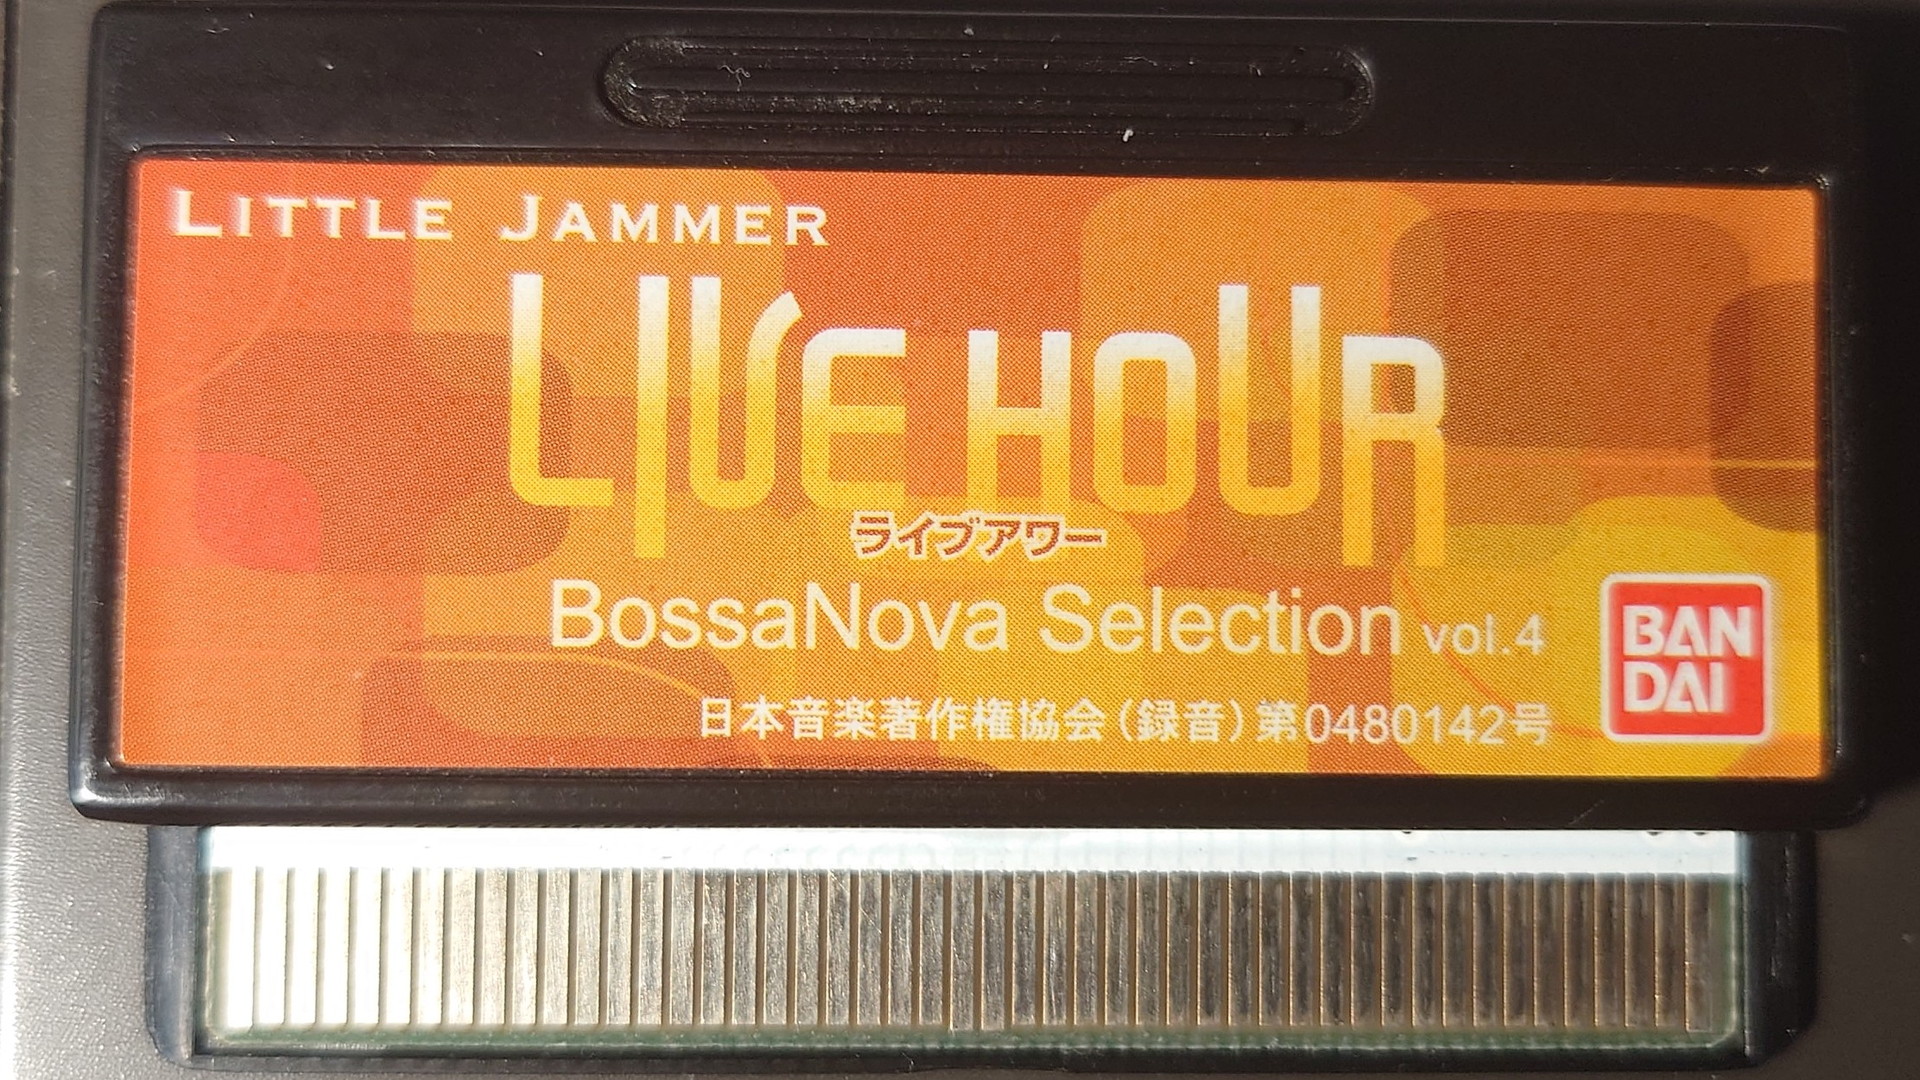 LITTLE JAMMER
LIVE HOUR
ライブアワー
BossaNova Selection vol.4
日本音楽著作権協会(録音)第0480142号
BAN
DAI